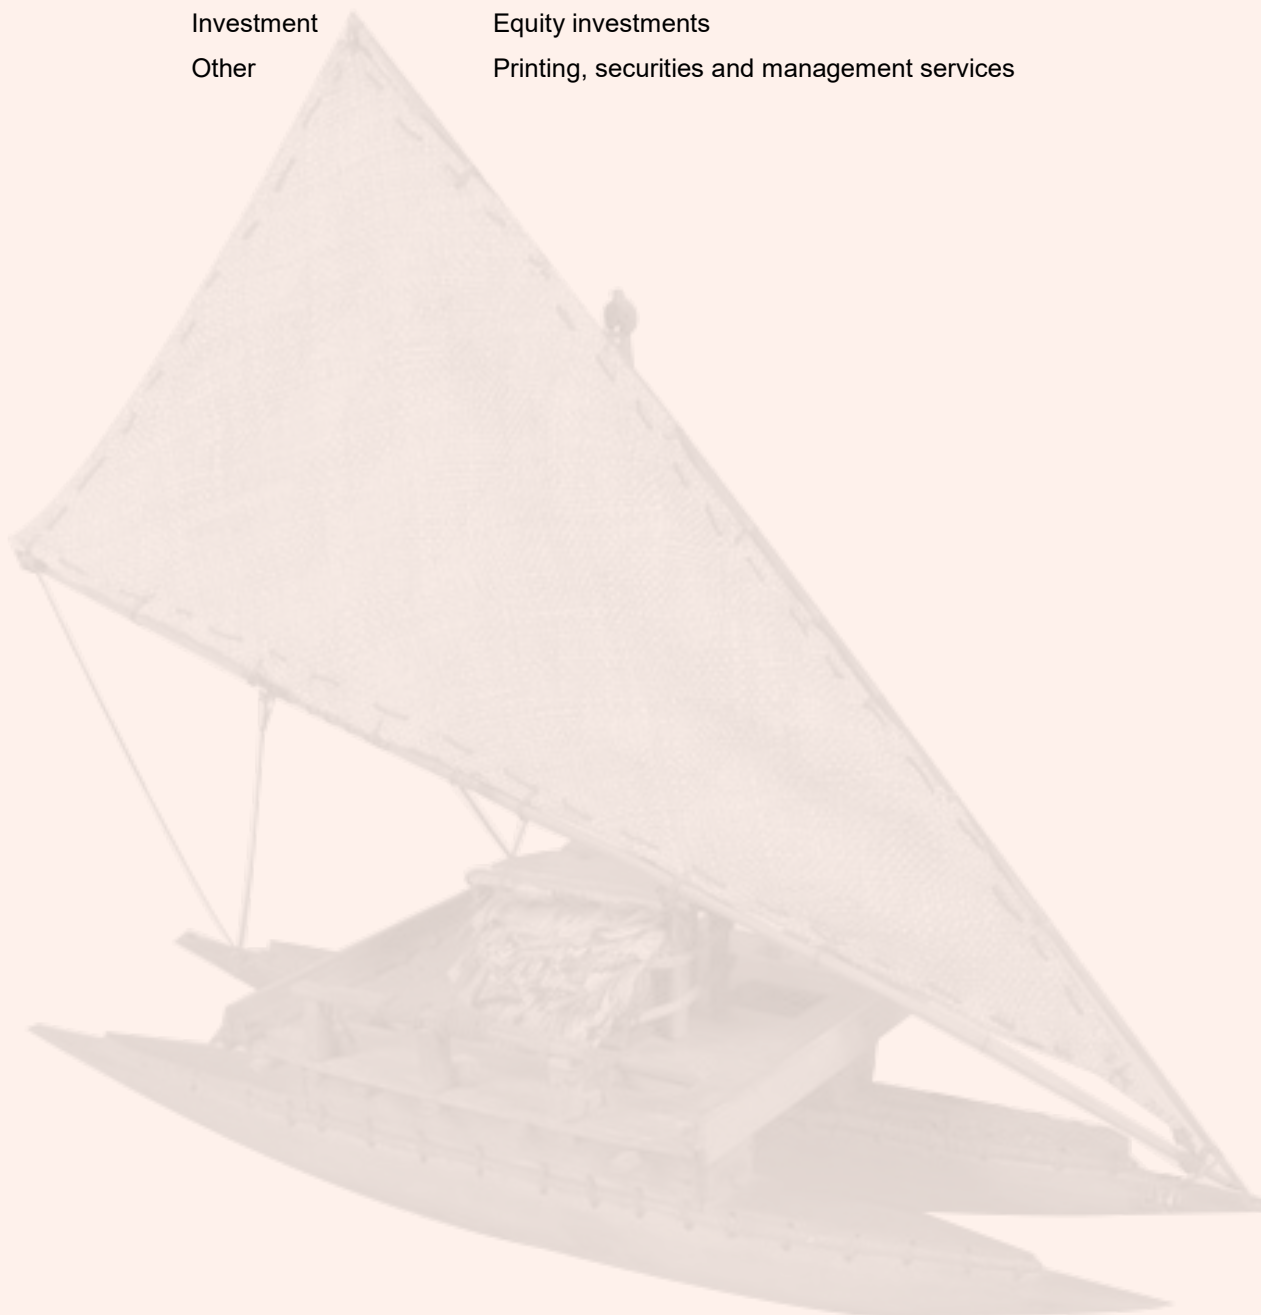 Investment Equity investments
Other Printing, securities and management services